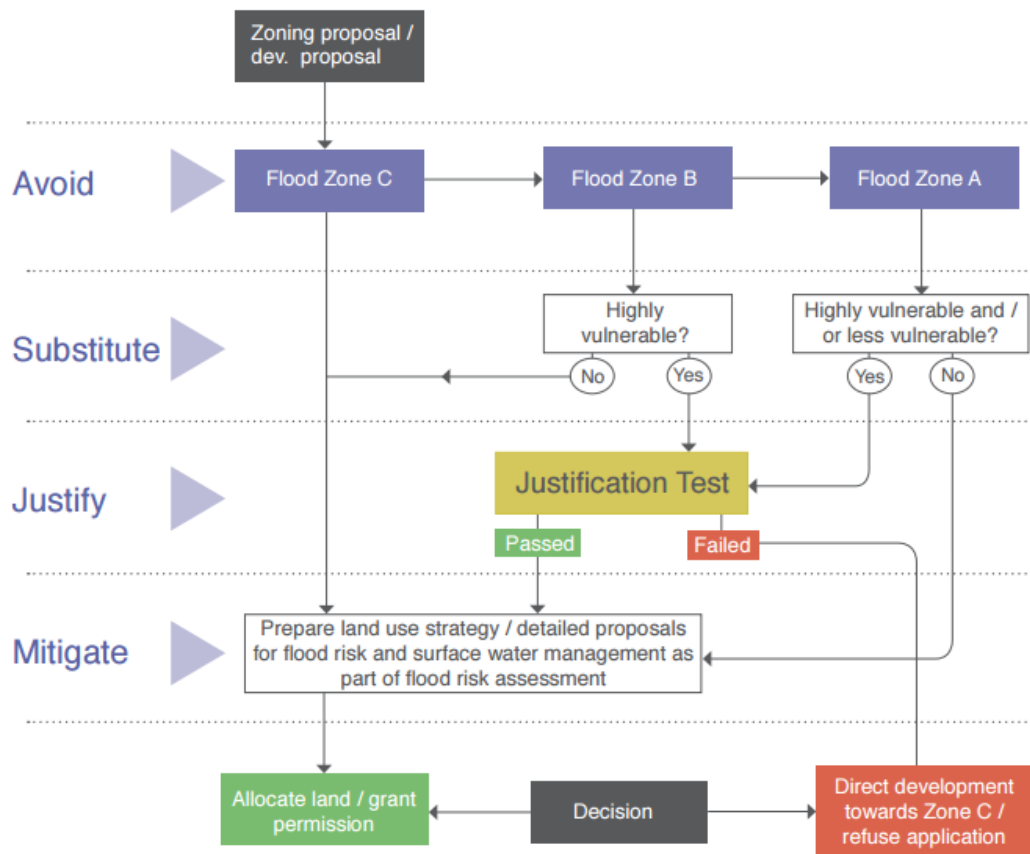 Zoning proposal /
dev. proposal
Avoid
Flood Zone C
Flood Zone B
Flood Zone A
Substitute
Highly
vulnerable?
Highly vulnerable and /
or less vulnerable?
No
Yes
Yes
No
Justify
Justification Test
Passed
Failed
Mitigate
Prepare land use strategy / detailed proposals
for flood risk and surface water management as
part of flood risk assessment
Allocate land / grant
permission
Decision
Direct development
towards Zone C /
refuse application